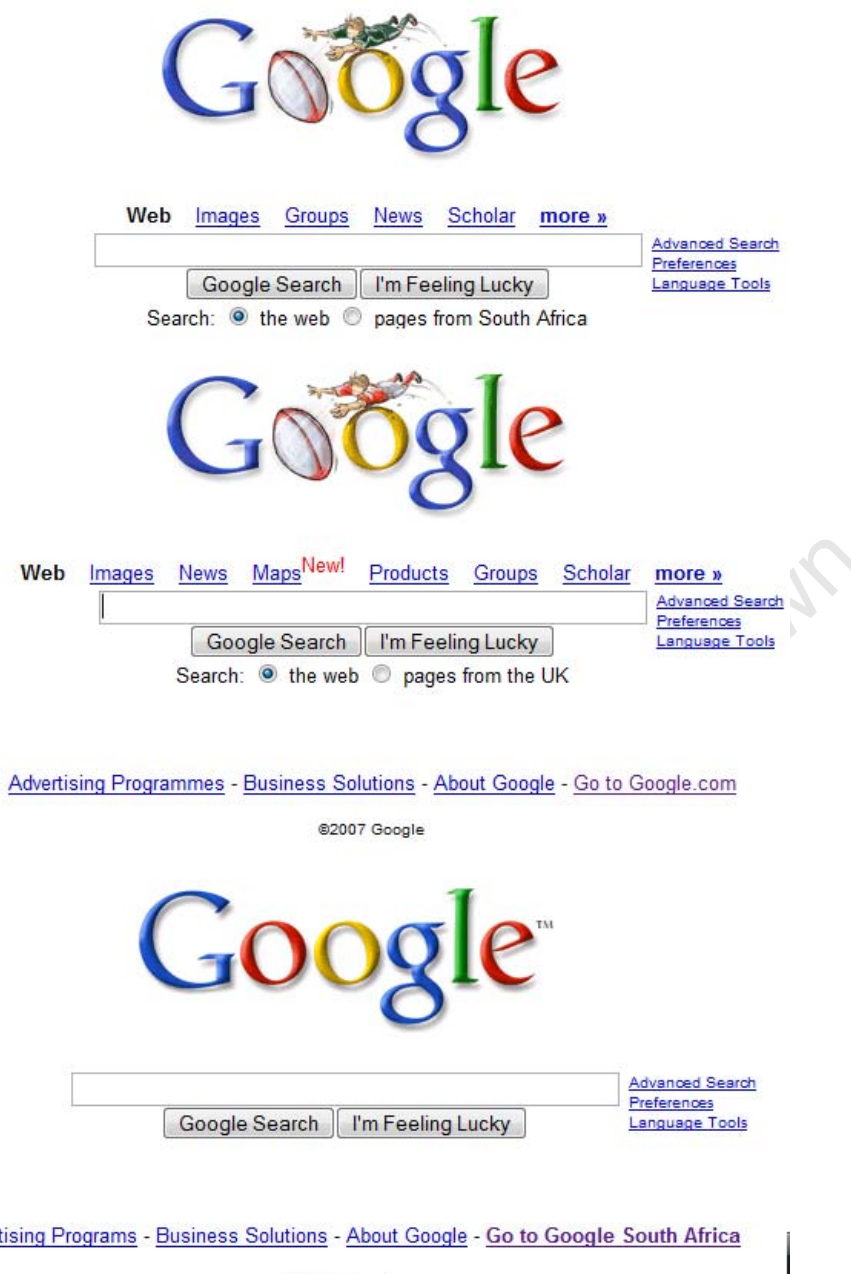 Google
Web Images Groups News Scholar more »
Advanced Search
Preferences
Language Tools
Google Search I'm Feeling Lucky
Search: the web pages from South Africa
Google
Web Images News Maps New! Products Groups Scholar more »
Advanced Search
Preferences
Language Tools
Google Search I'm Feeling Lucky
Search: the web pages from the UK
Advertising Programmes - Business Solutions - About Google - Go to Google.com
©2007 Google
Google™
Advanced Search
Preferences
Language Tools
Google Search I'm Feeling Lucky
tising Programs - Business Solutions - About Google - Go to Google South Africa